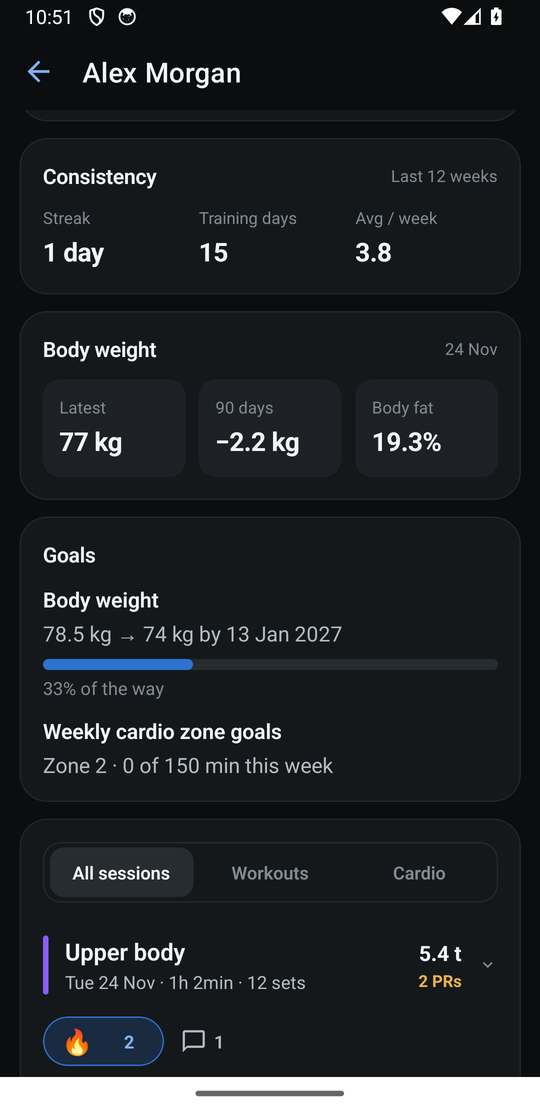 10:51
Alex Morgan
Consistency
Last 12 weeks
Streak
Training days
Avg / week
1 day
15
3.8
Body weight
24 Nov
Latest
90 days
Body fat
77 kg
−2.2 kg
19.3%
Goals
Body weight
78.5 kg → 74 kg by 13 Jan 2027
33% of the way
Weekly cardio zone goals
Zone 2 · 0 of 150 min this week
All sessions
Workouts
Cardio
Upper body
5.4 t
Tue 24 Nov · 1h 2min · 12 sets
2 PRs
2
1